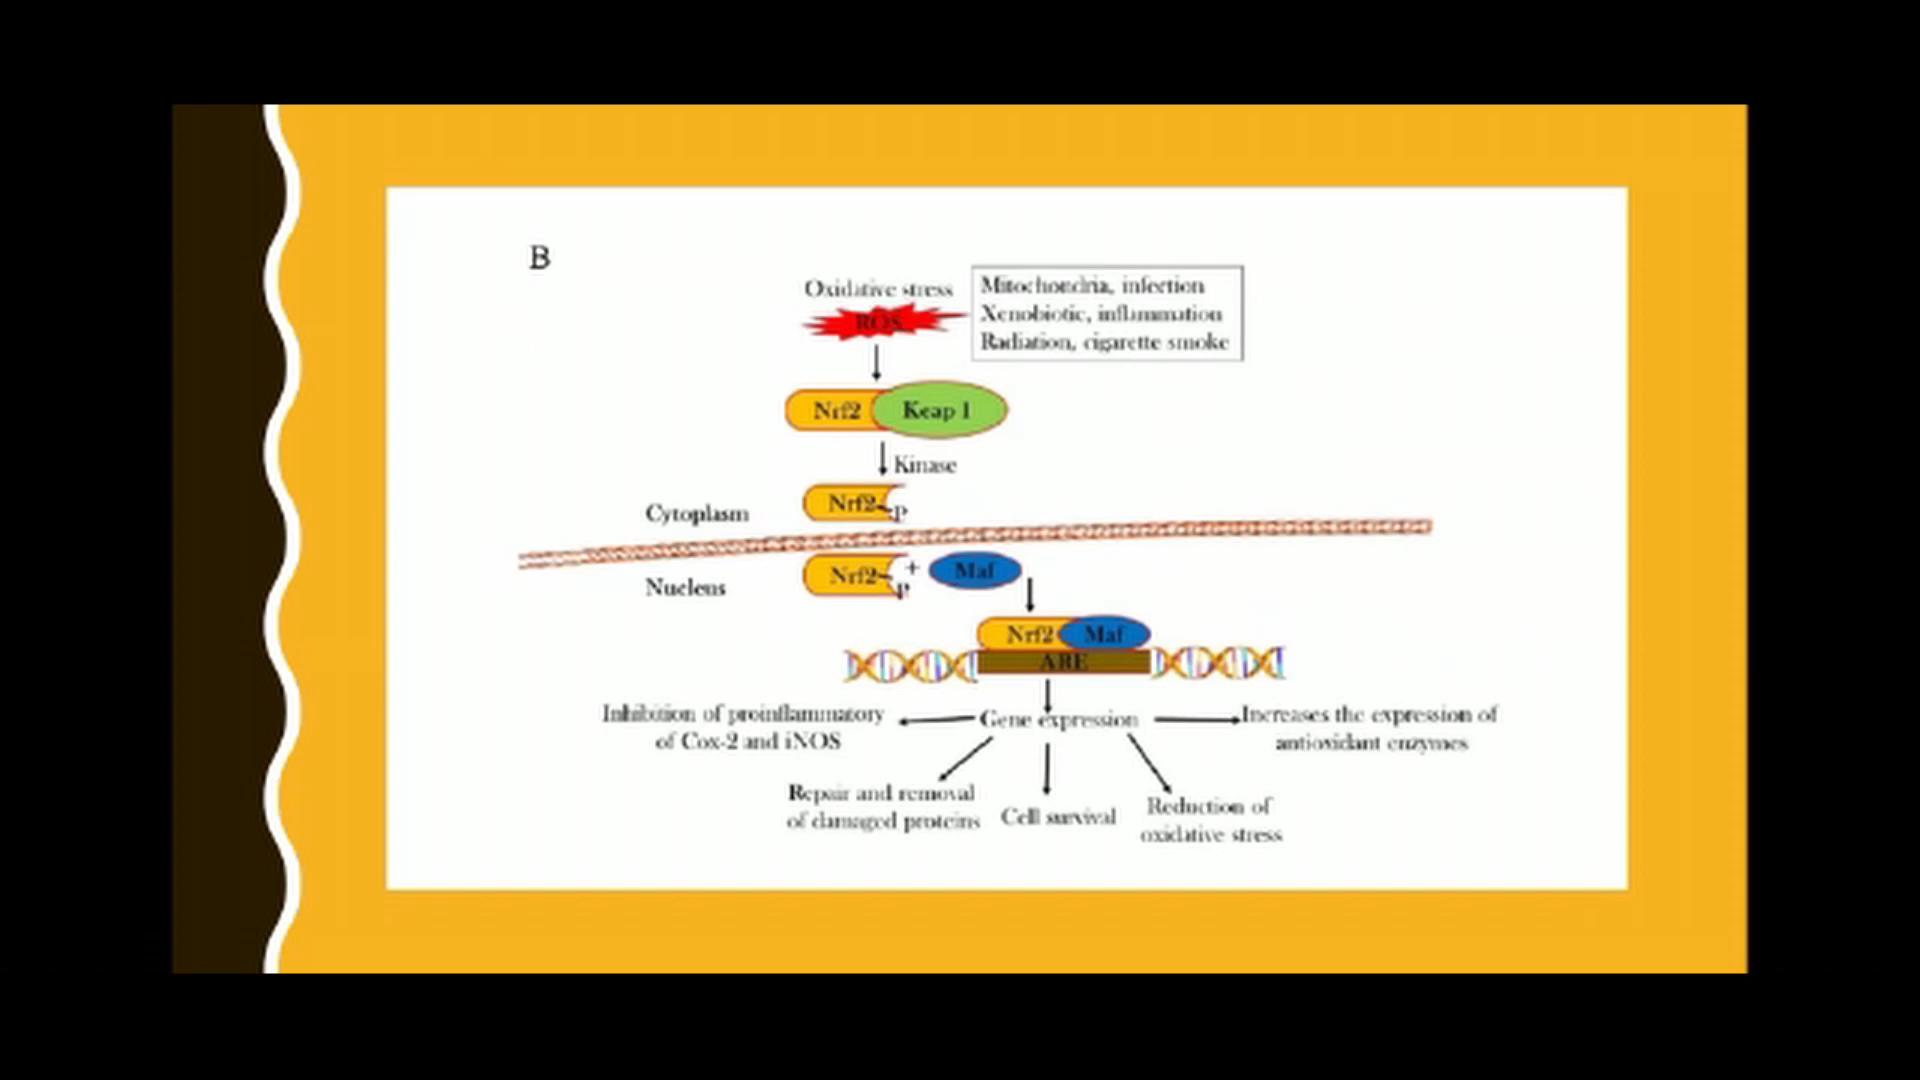 B
Oxidative stress
ROS
Mitochondria, infection
Xenobiotic, inflammation
Radiation, cigarette smoke
Nrf2
Keap 1
Kinase
Nrf2
P
Cytoplasm
Nucleus
Nrf2
P
+
Maf
Nrf2
Maf
ARE
Gene expression
Inhibition of proinflammatory
of Cox-2 and iNOS
Increases the expression of
antioxidant enzymes
Repair and removal
of damaged proteins
Cell survival
Reduction of
oxidative stress